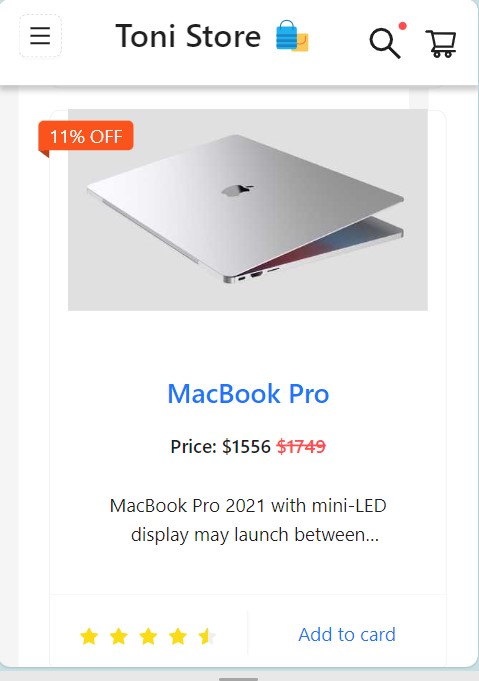 Toni Store
11% OFF
MacBook Pro
Price: $1556 $1749
MacBook Pro 2021 with mini-LED
display may launch between...
Add to card